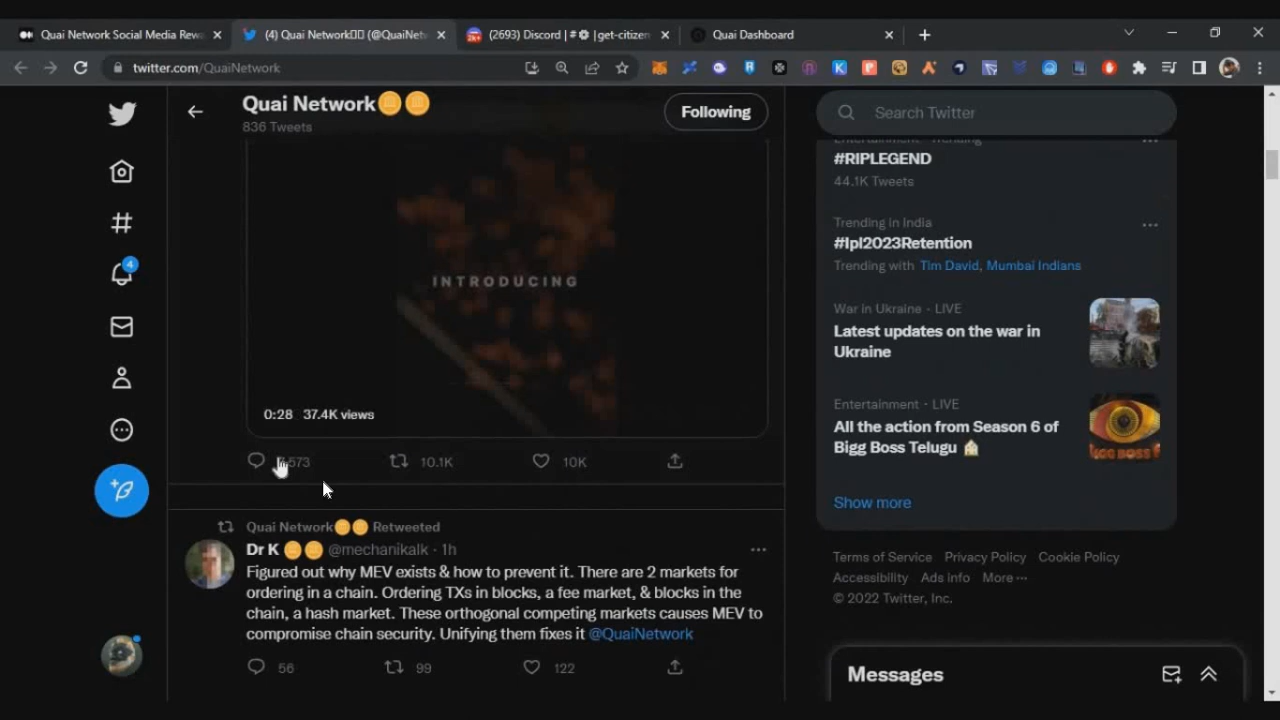 Quai Network Social Media Rew
(4) Quai Network (@QuaiNet
(2693) Discord | #
|get-citizen
Quai Dashboard
twitter.com/QuaiNetwork
Quai Network
836 Tweets
Following
INTRODUCING
0:28 37.4K views
573
10.1K
10K
Quai Network Retweeted
Dr K @mechanikalk · 1h
Figured out why MEV exists & how to prevent it. There are 2 markets for
ordering in a chain. Ordering TXs in blocks, a fee market, & blocks in the
chain, a hash market. These orthogonal competing markets causes MEV to
compromise chain security. Unifying them fixes it @QuaiNetwork
56
99
122
4
Search Twitter
Entertainment · Trending
#RIPLEGEND
44.1K Tweets
Trending in India
#Ipl2023Retention
Trending with Tim David, Mumbai Indians
War in Ukraine · LIVE
Latest updates on the war in
Ukraine
Entertainment · LIVE
All the action from Season 6 of
Bigg Boss Telugu
Show more
Terms of Service Privacy Policy Cookie Policy
Accessibility Ads info More ···
© 2022 Twitter, Inc.
Messages